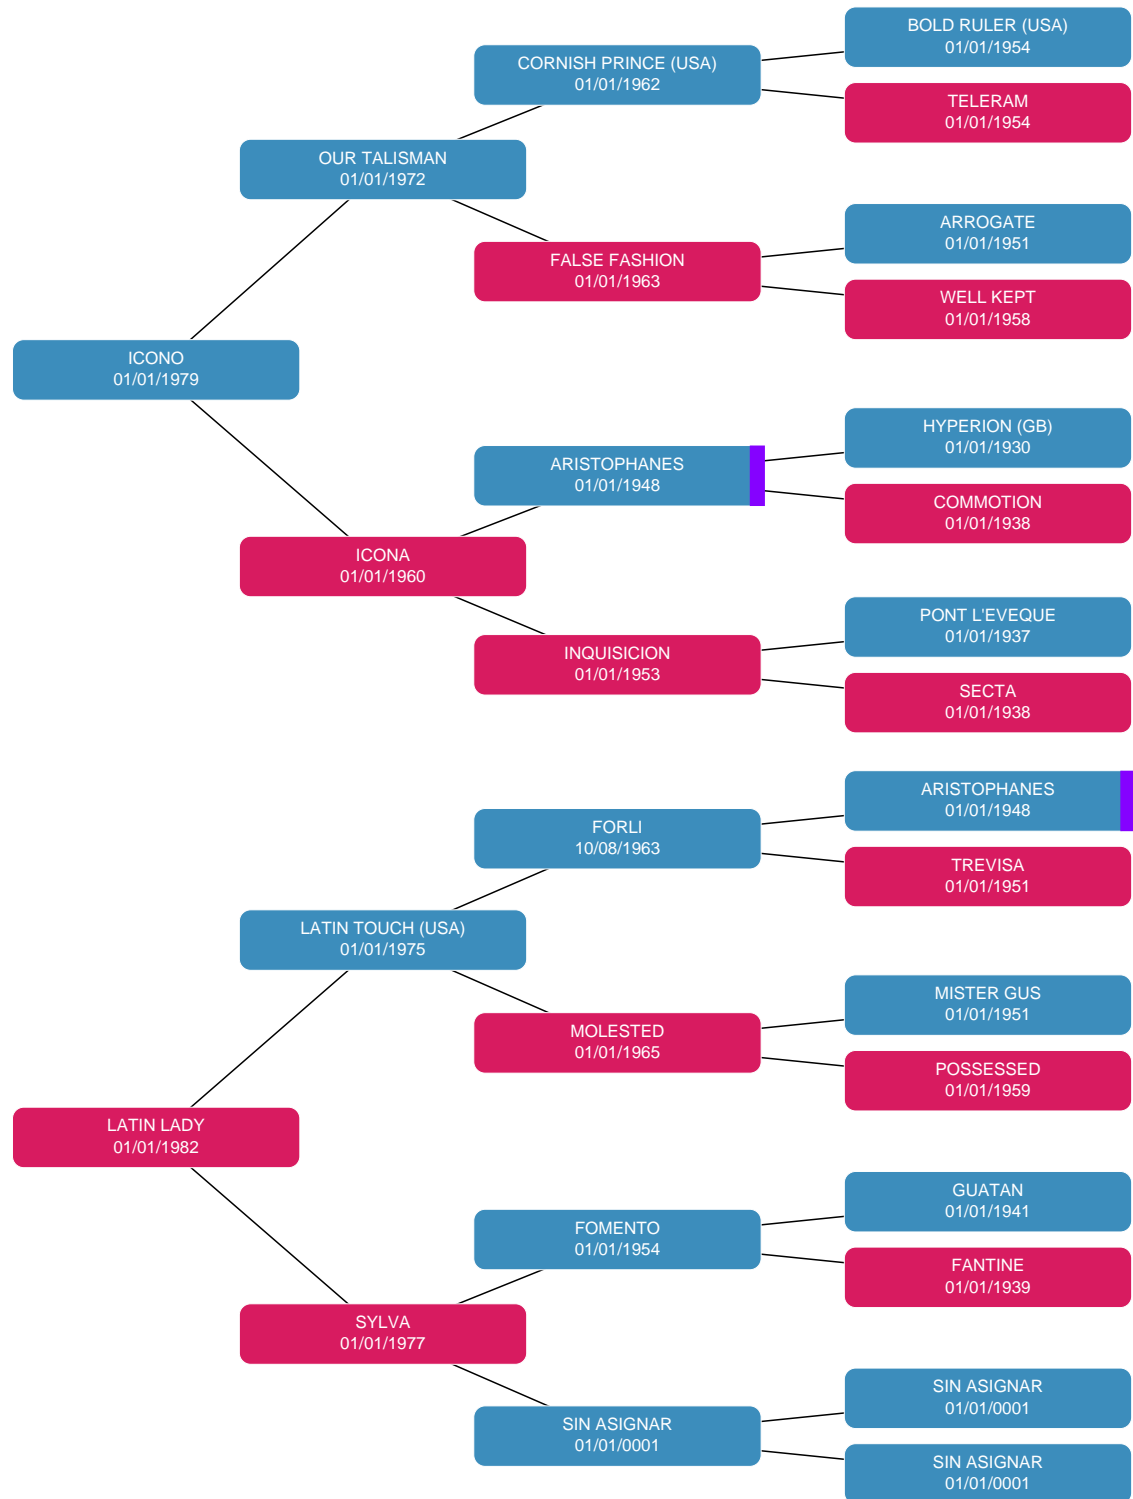 BOLD RULER (USA)
01/01/1954
CORNISH PRINCE (USA)
01/01/1962
TELERAM
01/01/1954
OUR TALISMAN
01/01/1972
ARROGATE
01/01/1951
FALSE FASHION
01/01/1963
WELL KEPT
01/01/1958
ICONO
01/01/1979
HYPERION (GB)
01/01/1930
ARISTOPHANES
01/01/1948
COMMOTION
01/01/1938
ICONA
01/01/1960
PONT L'EVEQUE
01/01/1937
INQUISICION
01/01/1953
SECTA
01/01/1938
ARISTOPHANES
01/01/1948
FORLI
10/08/1963
TREVISA
01/01/1951
LATIN TOUCH (USA)
01/01/1975
MISTER GUS
01/01/1951
MOLESTED
01/01/1965
POSSESSED
01/01/1959
LATIN LADY
01/01/1982
GUATAN
01/01/1941
FOMENTO
01/01/1954
FANTINE
01/01/1939
SYLVA
01/01/1977
SIN ASIGNAR
01/01/0001
SIN ASIGNAR
01/01/0001
SIN ASIGNAR
01/01/0001